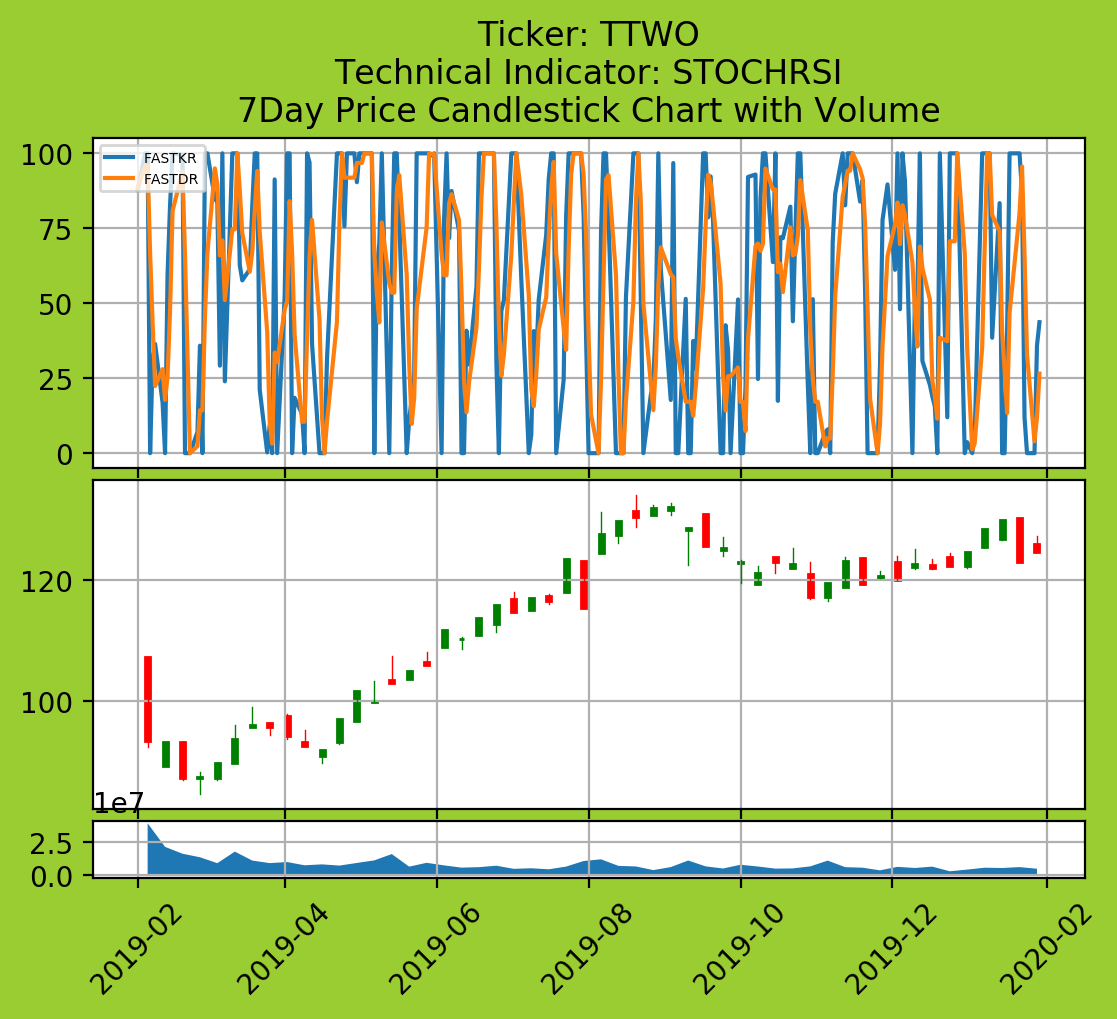 Ticker: TTWO
Technical Indicator: STOCHRSI
7Day Price Candlestick Chart with Volume
100
FASTKR
FASTDR
75
50
25
0
120
100
1e7
2.5
0.0
2019-02
2019-04
2019-06
2019-08
2019-10
2019-12
2020-02